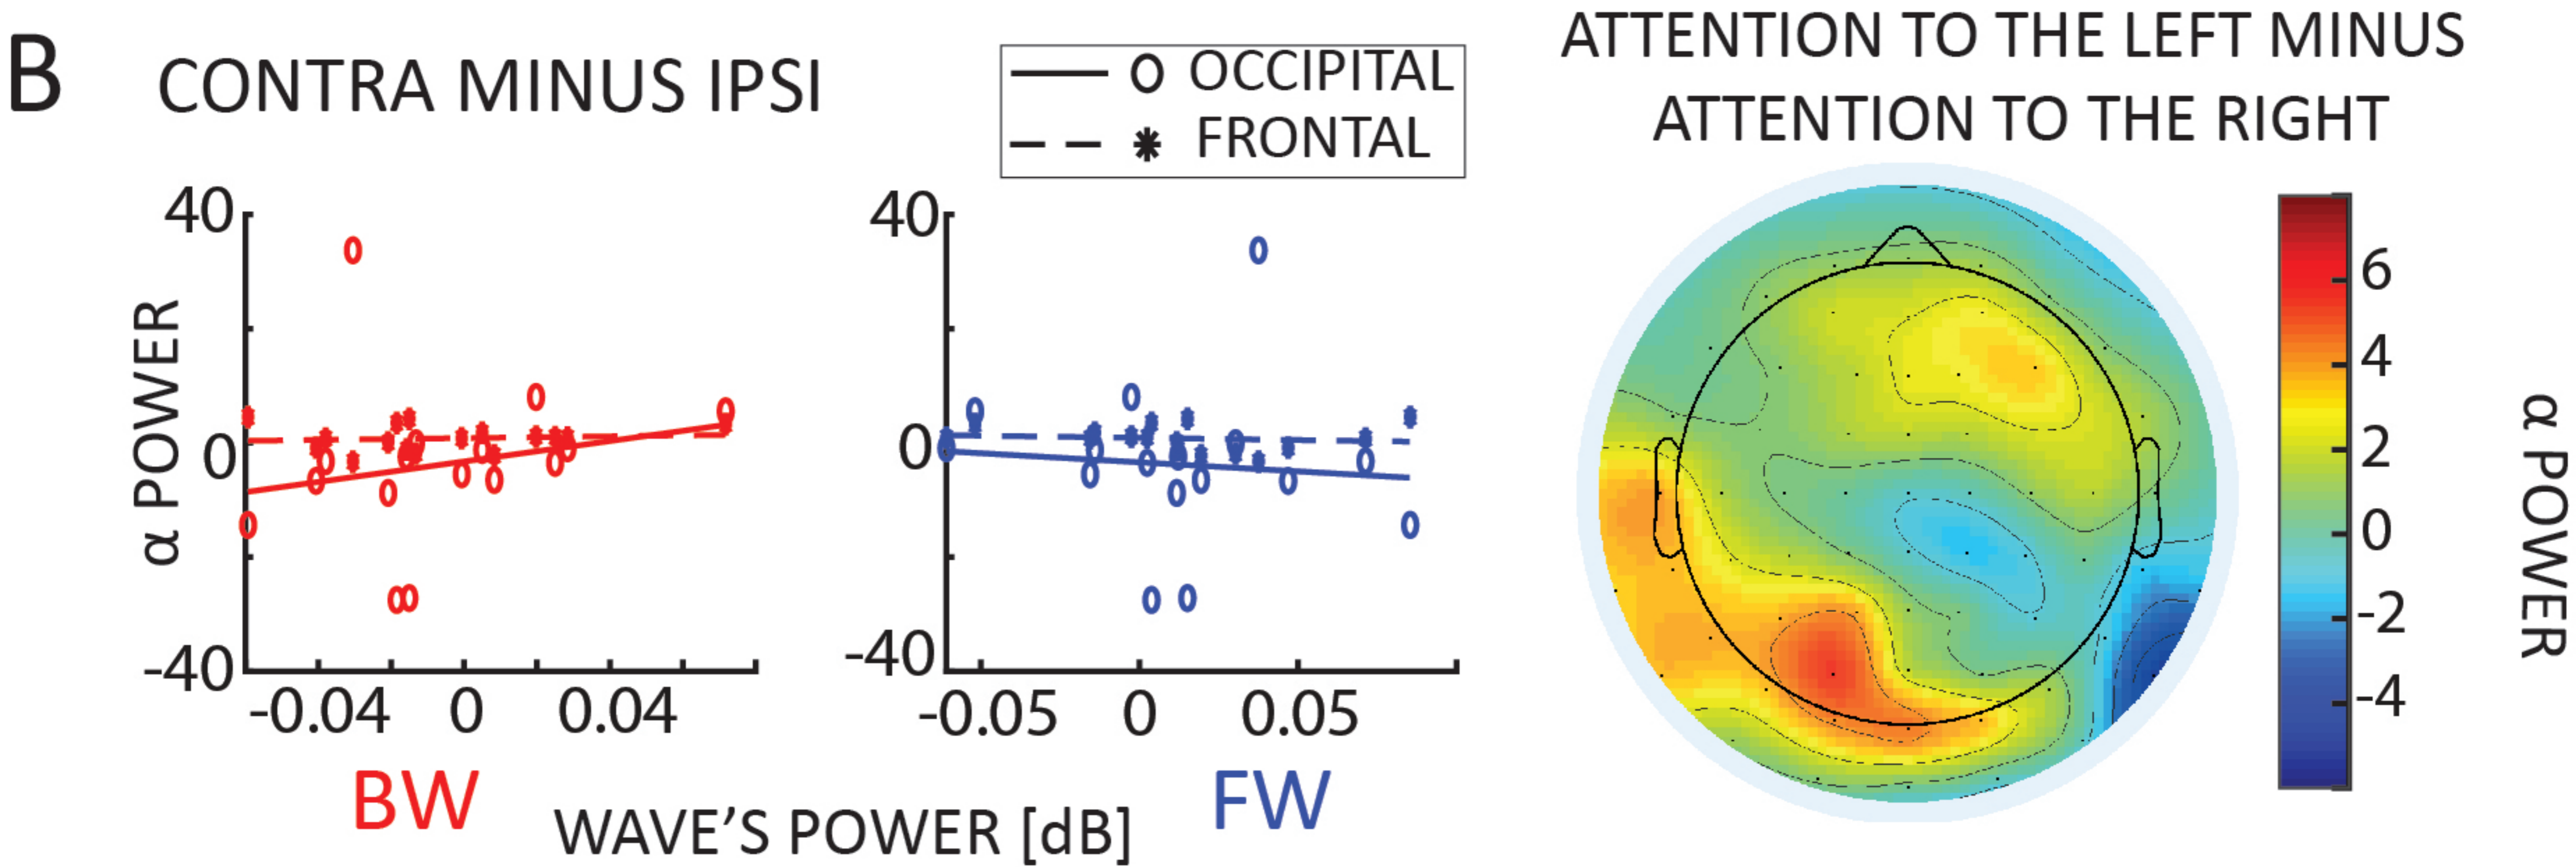 B
CONTRA MINUS IPSI
OCCIPITAL
FRONTAL
40
0
-40
α POWER
-0.04 0 0.04
BW
40
0
-40
-0.05 0 0.05
FW
WAVE'S POWER [dB]
ATTENTION TO THE LEFT MINUS
ATTENTION TO THE RIGHT
6
4
2
0
-2
-4
α POWER